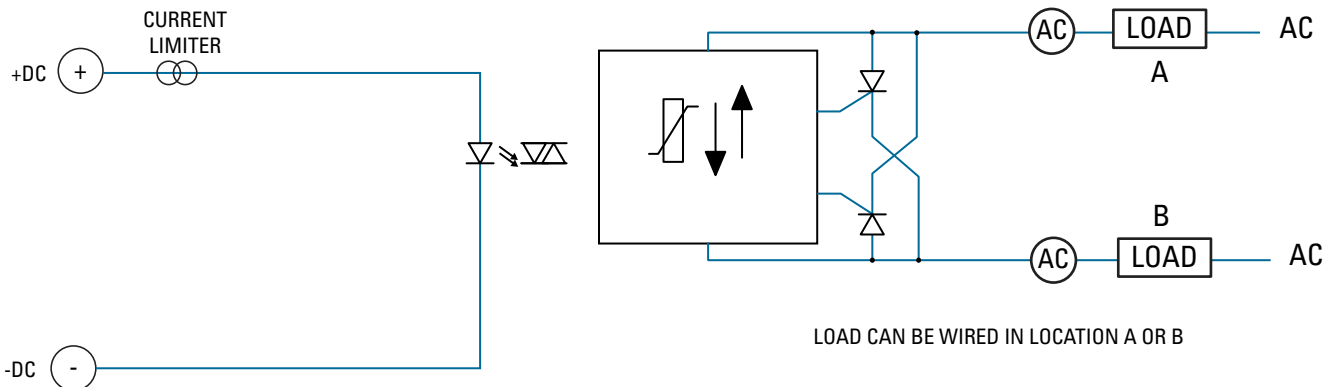 CURRENT
LIMITER
+DC
+
AC
LOAD
AC
A
B
AC
LOAD
AC
LOAD CAN BE WIRED IN LOCATION A OR B
-DC
-